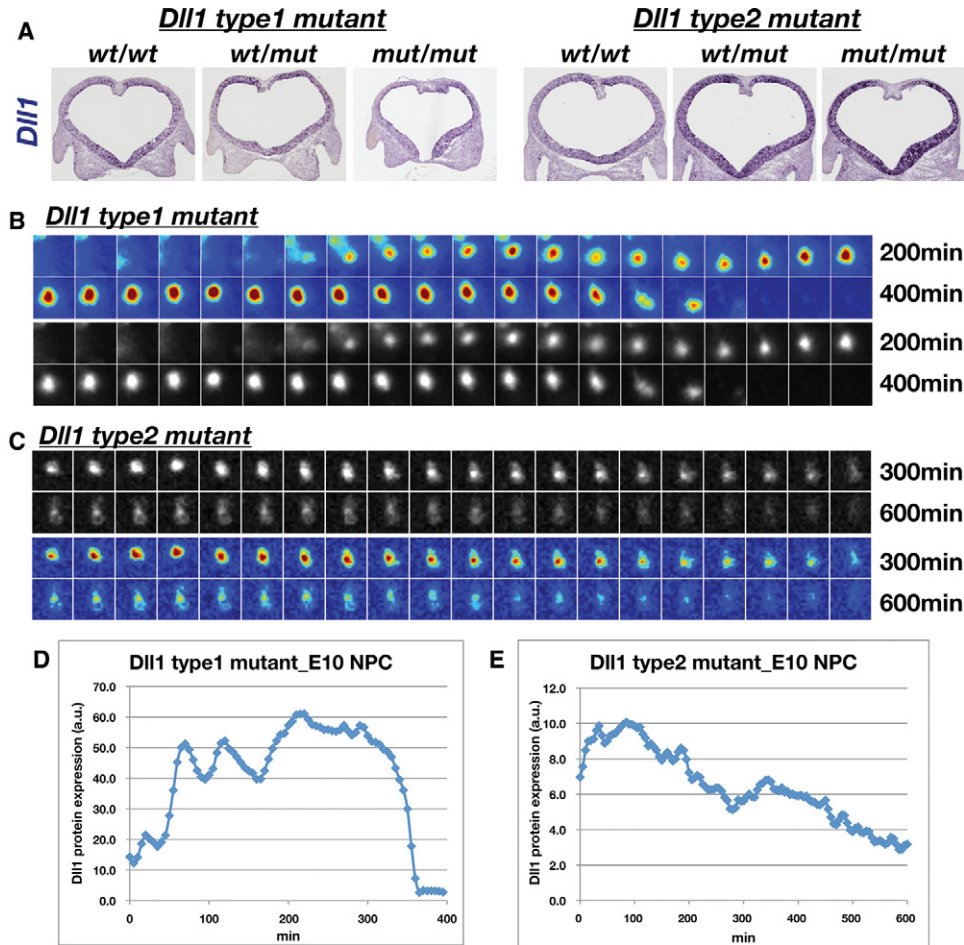 A
Dll1 type1 mutant
Dll1 type2 mutant
wt/wt
wt/mut
mut/mut
wt/wt
wt/mut
mut/mut
Dll1
B
Dll1 type1 mutant
200min
400min
200min
400min
C
Dll1 type2 mutant
300min
600min
300min
600min
D
Dll1 type1 mutant_E10 NPC
Dll1 protein expression (a.u.)
70.0
60.0
50.0
40.0
30.0
20.0
10.0
0.0
0
100
200
300
400
min
E
Dll1 type2 mutant_E10 NPC
Dll1 protein expression (a.u.)
12.0
10.0
8.0
6.0
4.0
2.0
0.0
0
100
200
300
400
500
600
min